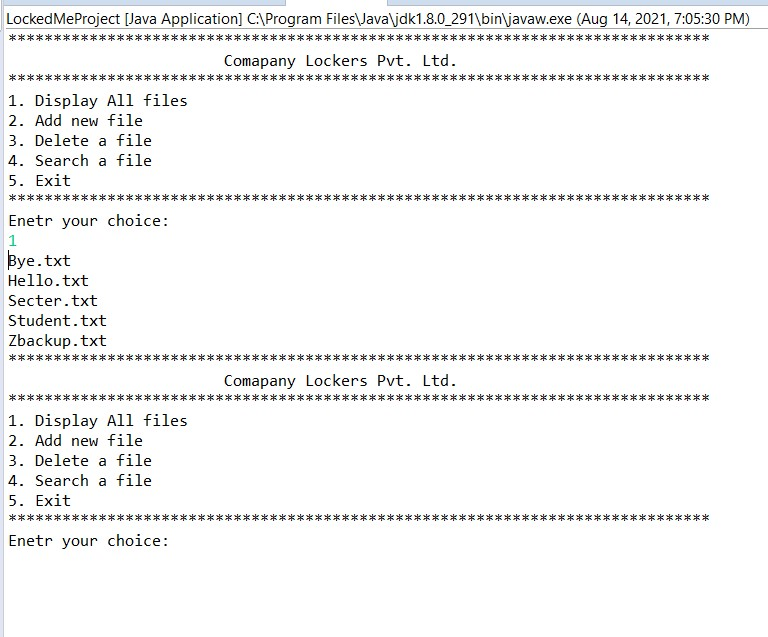 LockedMeProject [Java Application] C:\Program Files\Java\jdk1.8.0_291\bin\javaw.exe (Aug 14, 2021, 7:05:30 PM)
******************************************************************************
Comapany Lockers Pvt. Ltd.
******************************************************************************
1. Display All files
2. Add new file
3. Delete a file
4. Search a file
5. Exit
******************************************************************************
Enetr your choice:
1
Bye.txt
Hello.txt
Secter.txt
Student.txt
Zbackup.txt
******************************************************************************
Comapany Lockers Pvt. Ltd.
******************************************************************************
1. Display All files
2. Add new file
3. Delete a file
4. Search a file
5. Exit
******************************************************************************
Enetr your choice: